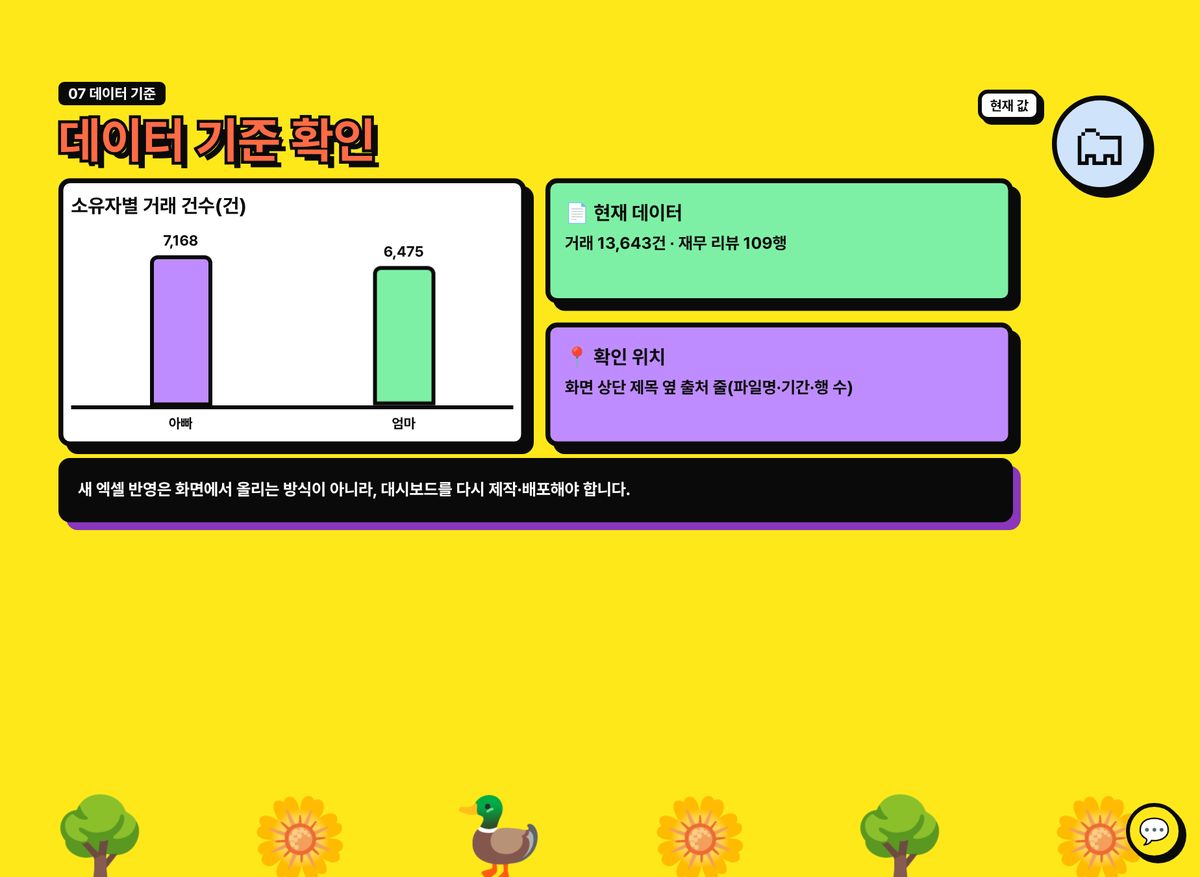 07 데이터 기준
데이터 기준 확인
현재 값
소유자별 거래 건수(건)
7,168
6,475
아빠
엄마
📄 현재 데이터
거래 13,643건 · 재무 리뷰 109행
📍 확인 위치
화면 상단 제목 옆 출처 줄(파일명·기간·행 수)
새 엑셀 반영은 화면에서 올리는 방식이 아니라, 대시보드를 다시 제작·배포해야 합니다.